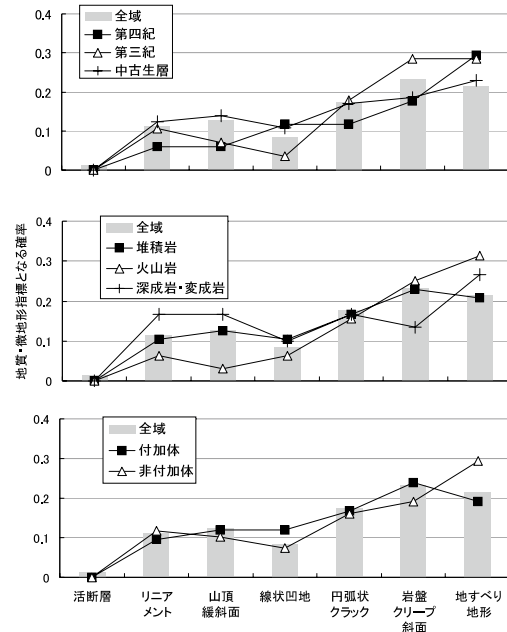 0.4
0.3
0.2
0.1
0
全域
第四紀
第三紀
中古生層
地質・微地形指標となる確率
0.4
0.3
0.2
0.1
0
全域
堆積岩
火山岩
深成岩・変成岩
0.4
0.3
0.2
0.1
0
全域
付加体
非付加体
活断層
リニア
メント
山頂
緩斜面
線状凹地
円弧状
クラック
岩盤
クリープ
斜面
地すべり
地形